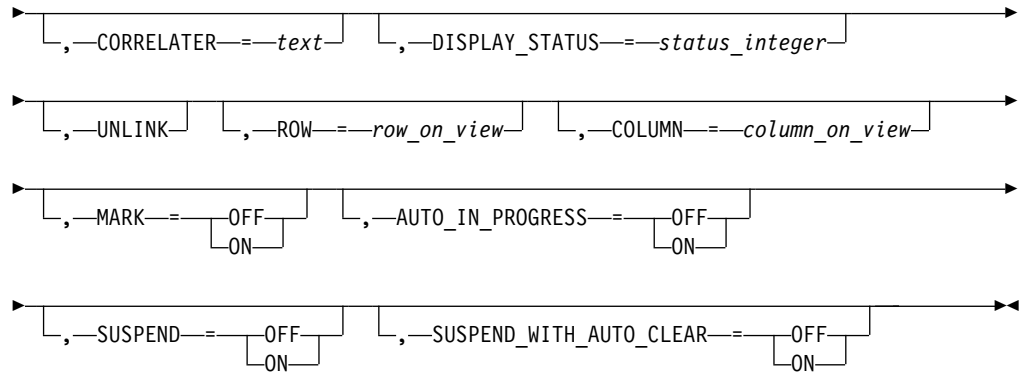 ,CORRELATER=text ,DISPLAY_STATUS=status_integer
,UNLINK ,ROW=row_on_view ,COLUMN=column_on_view
,MARK=OFF ,AUTO_IN_PROGRESS=OFF
ON ON
,SUSPEND=OFF ,SUSPEND_WITH_AUTO_CLEAR=OFF
ON ON